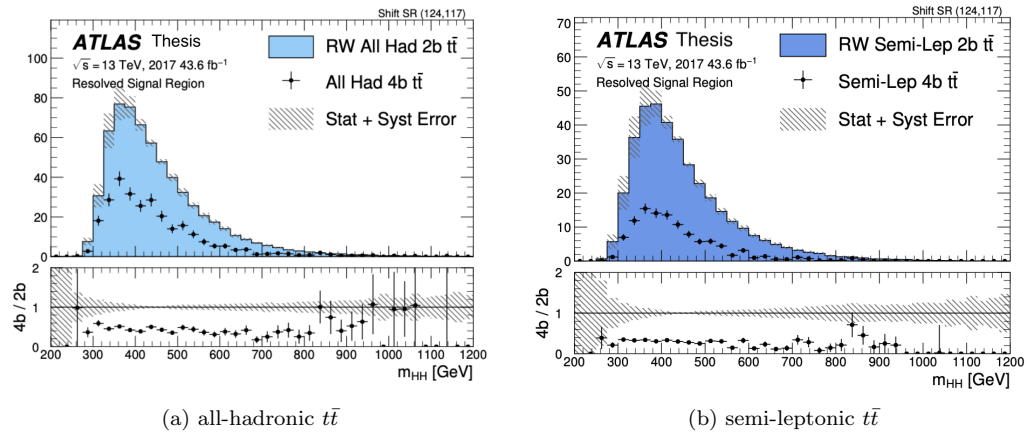 Shift SR (124,117)
ATLAS Thesis
√s = 13 TeV, 2017 43.6 fb⁻¹
Resolved Signal Region
RW All Had 2b tt̄
All Had 4b tt̄
Stat + Syst Error
100
80
60
40
20
0
2
1
0
4b / 2b
200 300 400 500 600 700 800 900 1000 1100 1200
m_HH [GeV]
(a) all-hadronic tt̄
Shift SR (124,117)
ATLAS Thesis
√s = 13 TeV, 2017 43.6 fb⁻¹
Resolved Signal Region
RW Semi-Lep 2b tt̄
Semi-Lep 4b tt̄
Stat + Syst Error
70
60
50
40
30
20
10
0
2
1
0
4b / 2b
200 300 400 500 600 700 800 900 1000 1100 1200
m_HH [GeV]
(b) semi-leptonic tt̄